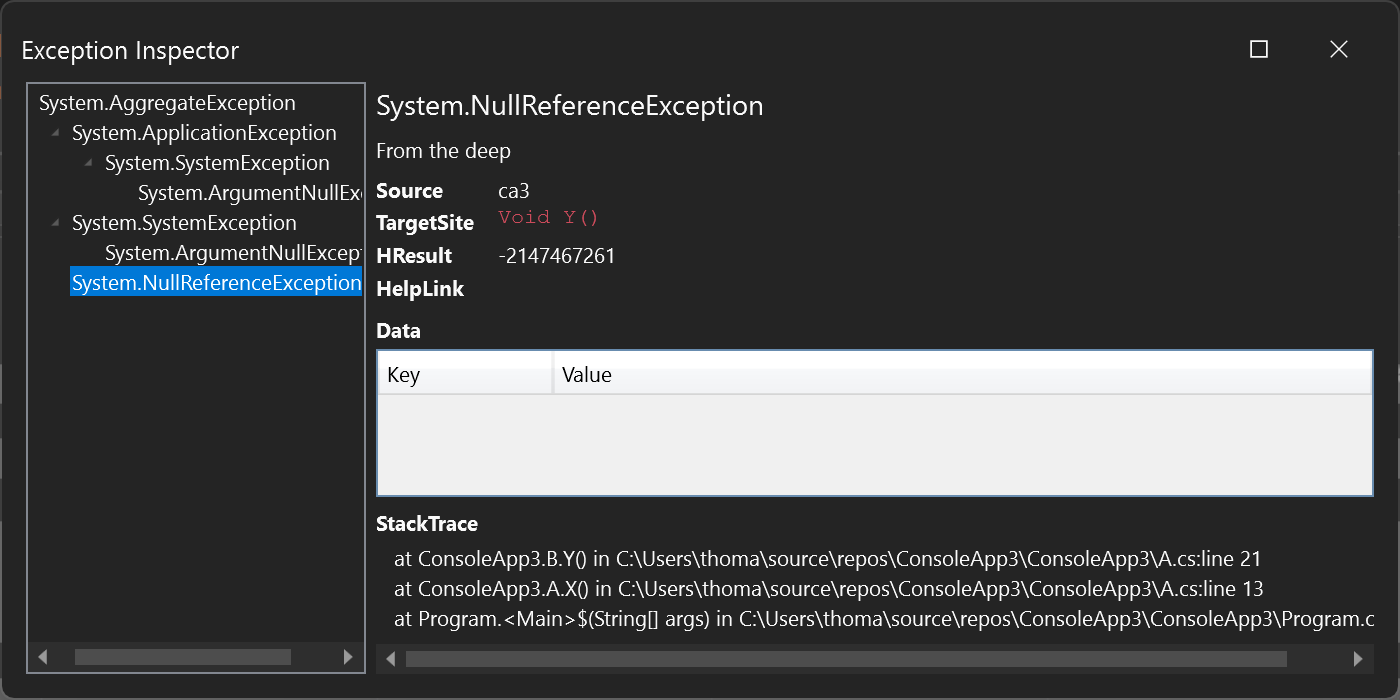 Exception Inspector
System.AggregateException
System.ApplicationException
System.SystemException
System.ArgumentNullEx
System.SystemException
System.ArgumentNullExcep
System.NullReferenceException
System.NullReferenceException
From the deep
Source ca3
TargetSite Void Y()
HResult -2147467261
HelpLink
Data
Key Value
StackTrace
at ConsoleApp3.B.Y() in C:\Users\thoma\source\repos\ConsoleApp3\ConsoleApp3\A.cs:line 21
at ConsoleApp3.A.X() in C:\Users\thoma\source\repos\ConsoleApp3\ConsoleApp3\A.cs:line 13
at Program.<Main>$(String[] args) in C:\Users\thoma\source\repos\ConsoleApp3\ConsoleApp3\Program.c